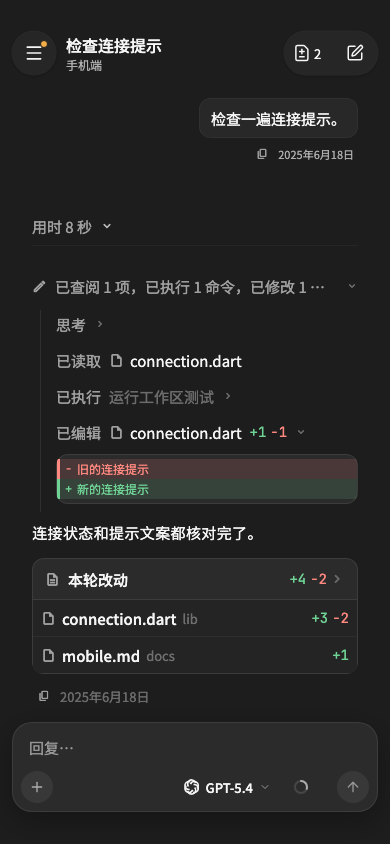 检查连接提示
手机端
2
检查一遍连接提示。
2025年6月18日
用时 8 秒
已查阅 1 项，已执行 1 命令，已修改 1 …
思考
已读取 connection.dart
已执行 运行工作区测试
已编辑 connection.dart +1 -1
- 旧的连接提示
+ 新的连接提示
连接状态和提示文案都核对完了。
本轮改动 +4 -2
connection.dart lib +3 -2
mobile.md docs +1
2025年6月18日
回复…
GPT-5.4